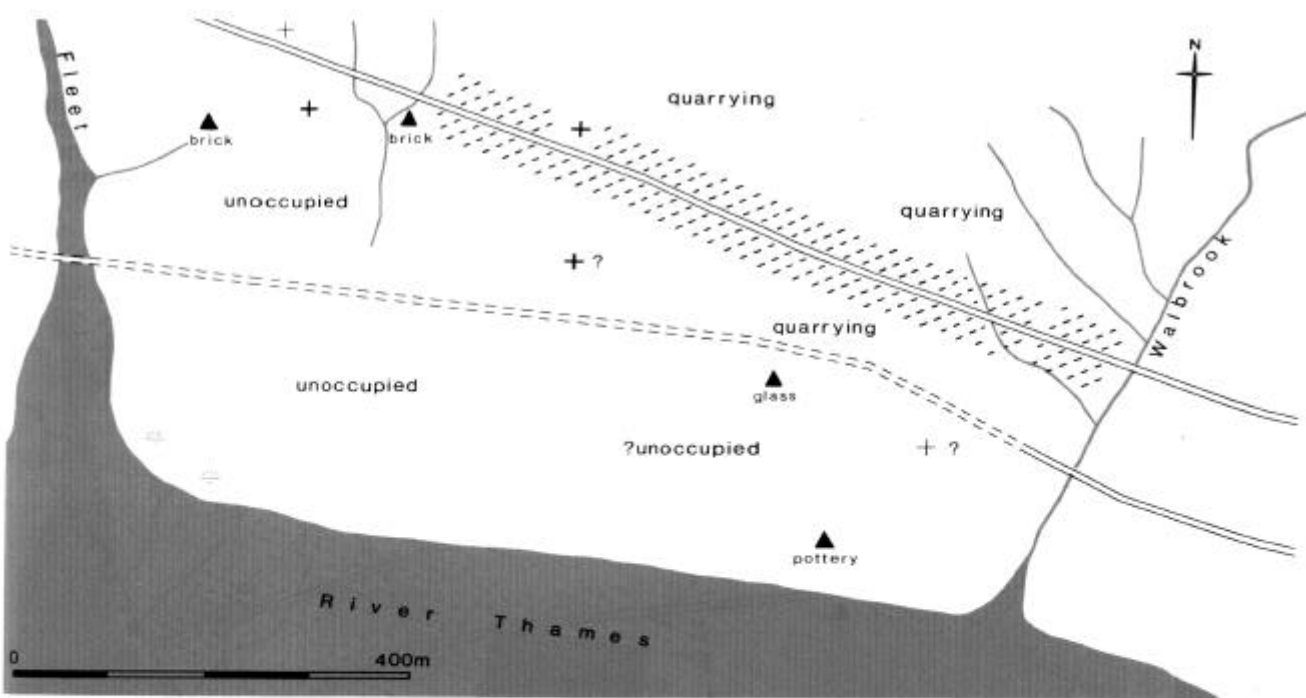 N
Fleet
quarrying
brick
brick
unoccupied
quarrying
Walbrook
?
quarrying
unoccupied
glass
?unoccupied
?
pottery
River Thames
0
400m